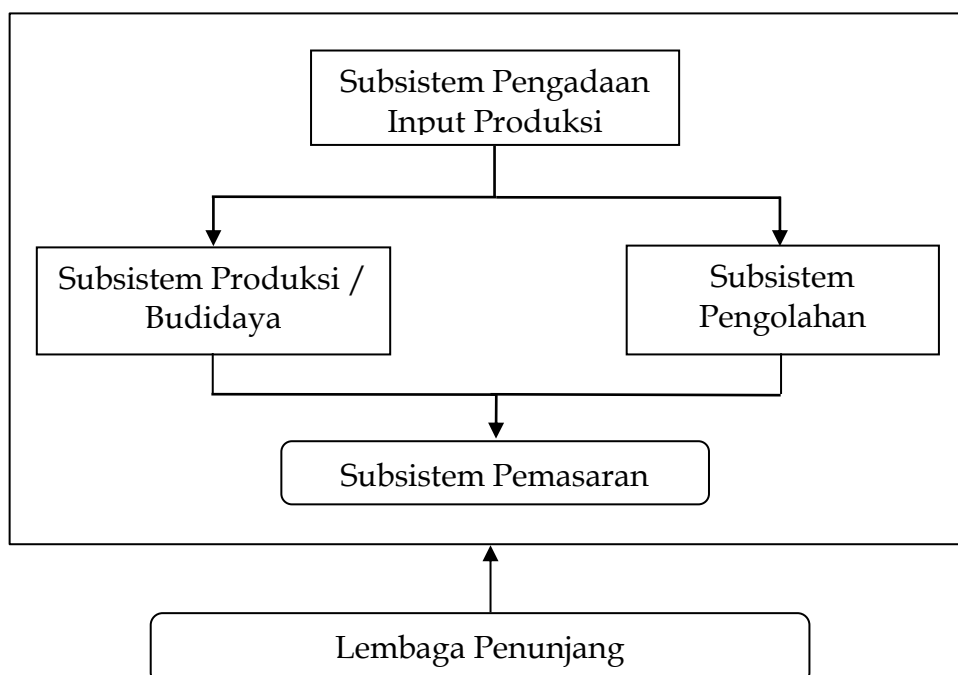 Subsistem Pengadaan
Input Produksi
Subsistem Produksi /
Budidaya
Subsistem
Pengolahan
Subsistem Pemasaran
Lembaga Penunjang